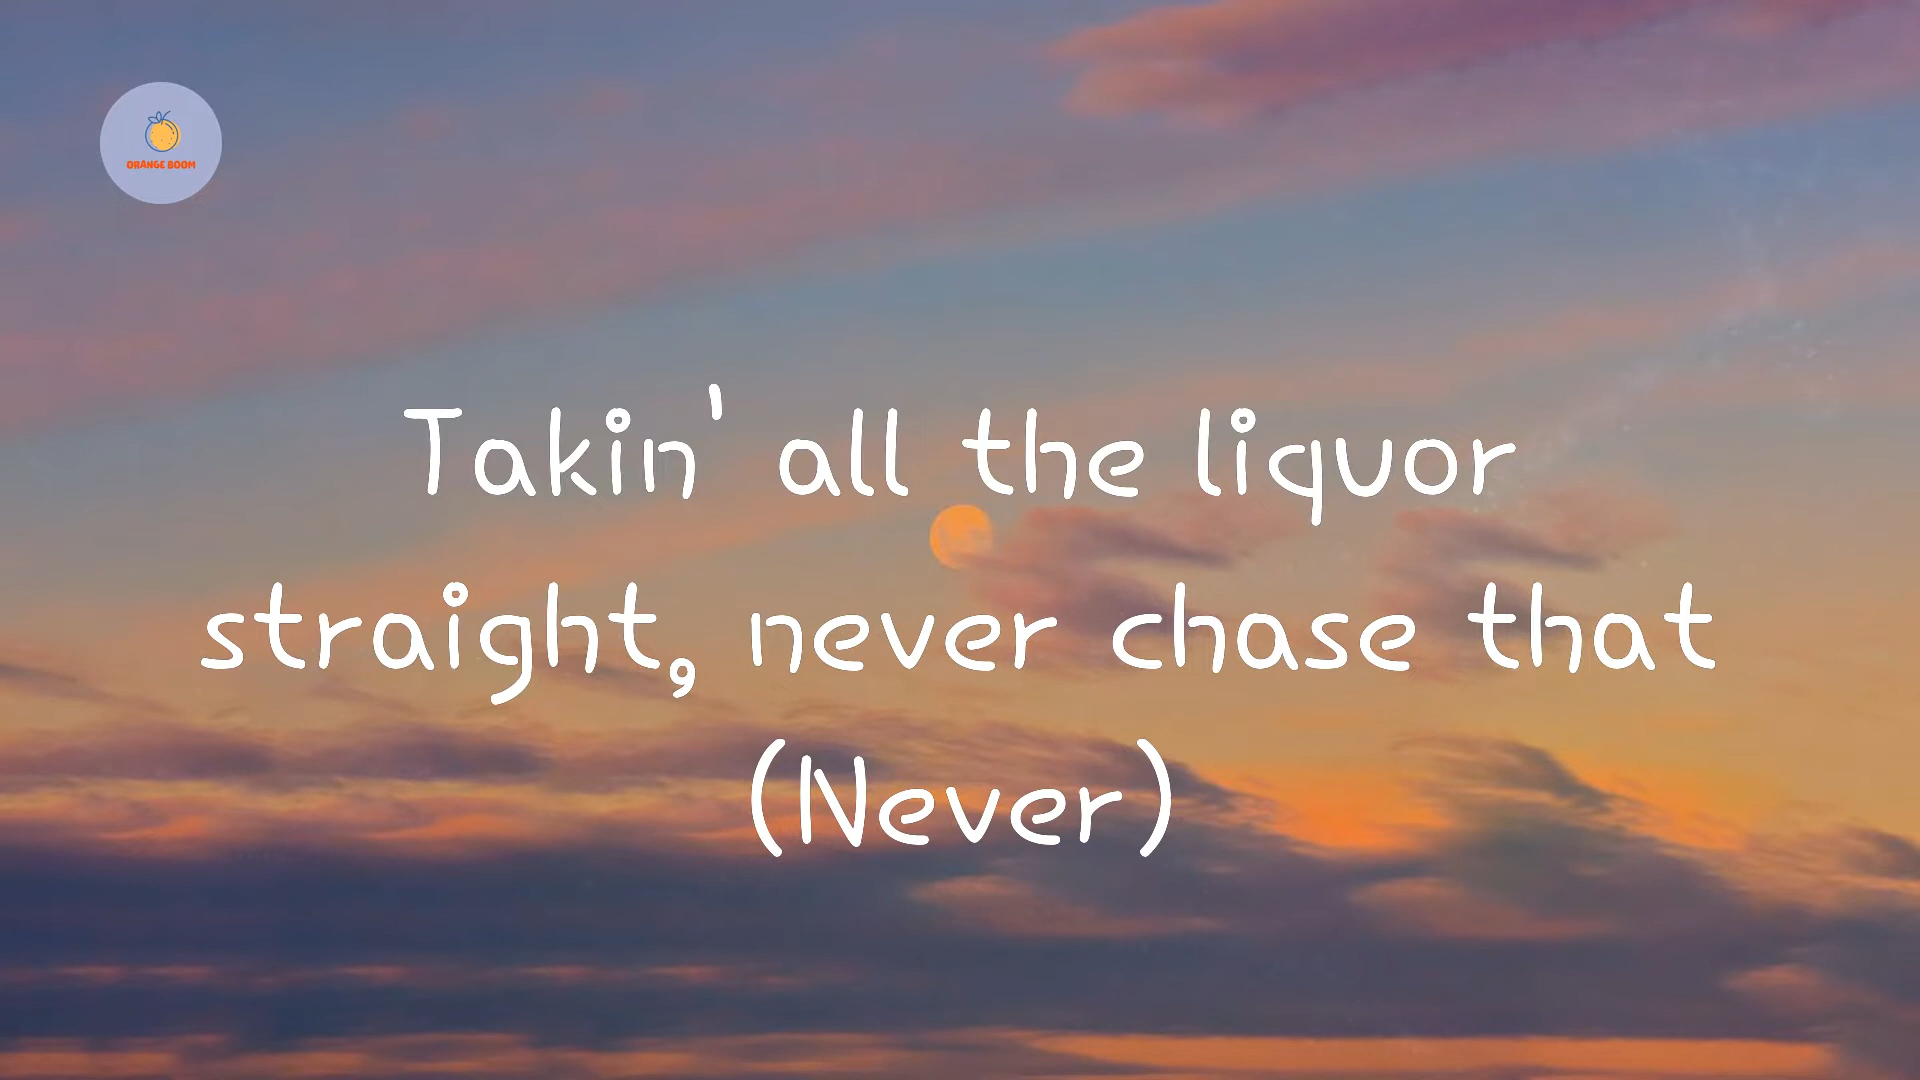 ORANGE BOOM
Takin' all the liquor
straight, never chase that
(Never)